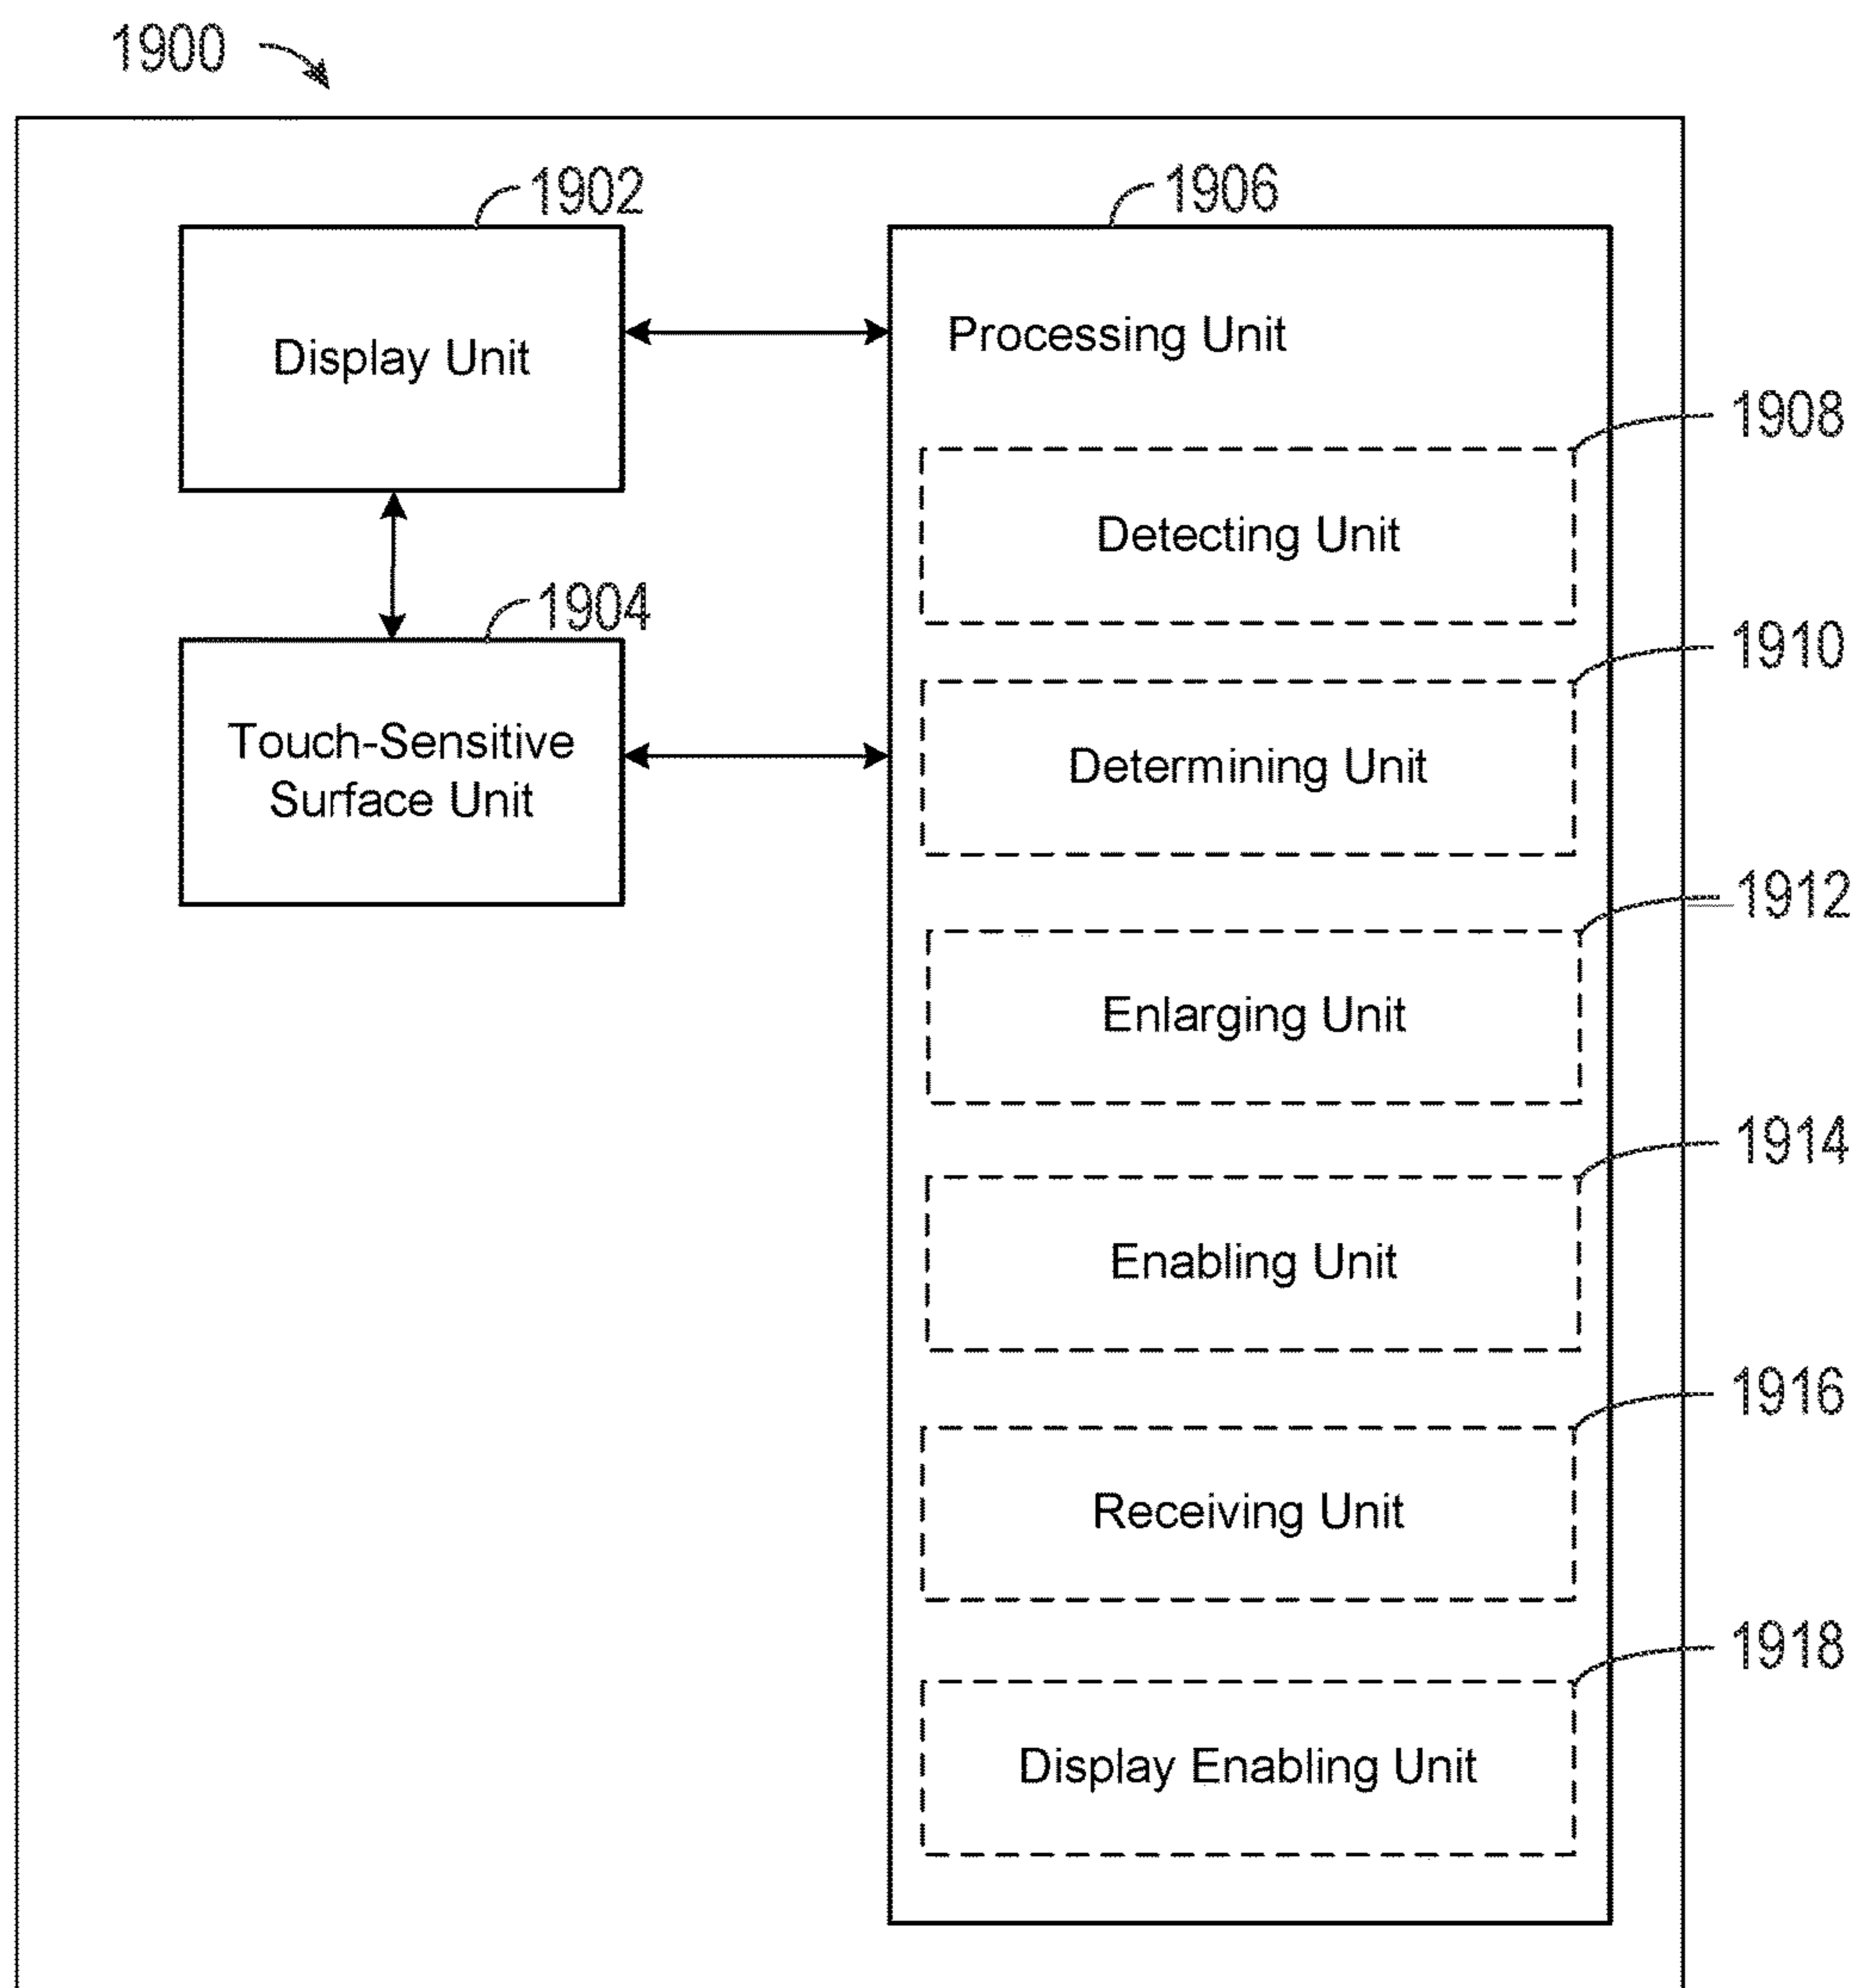 1900
1902
1906
Display Unit
Processing Unit
1908
Detecting Unit
1904
1910
Touch-Sensitive
Surface Unit
Determining Unit
1912
Enlarging Unit
1914
Enabling Unit
1916
Receiving Unit
1918
Display Enabling Unit